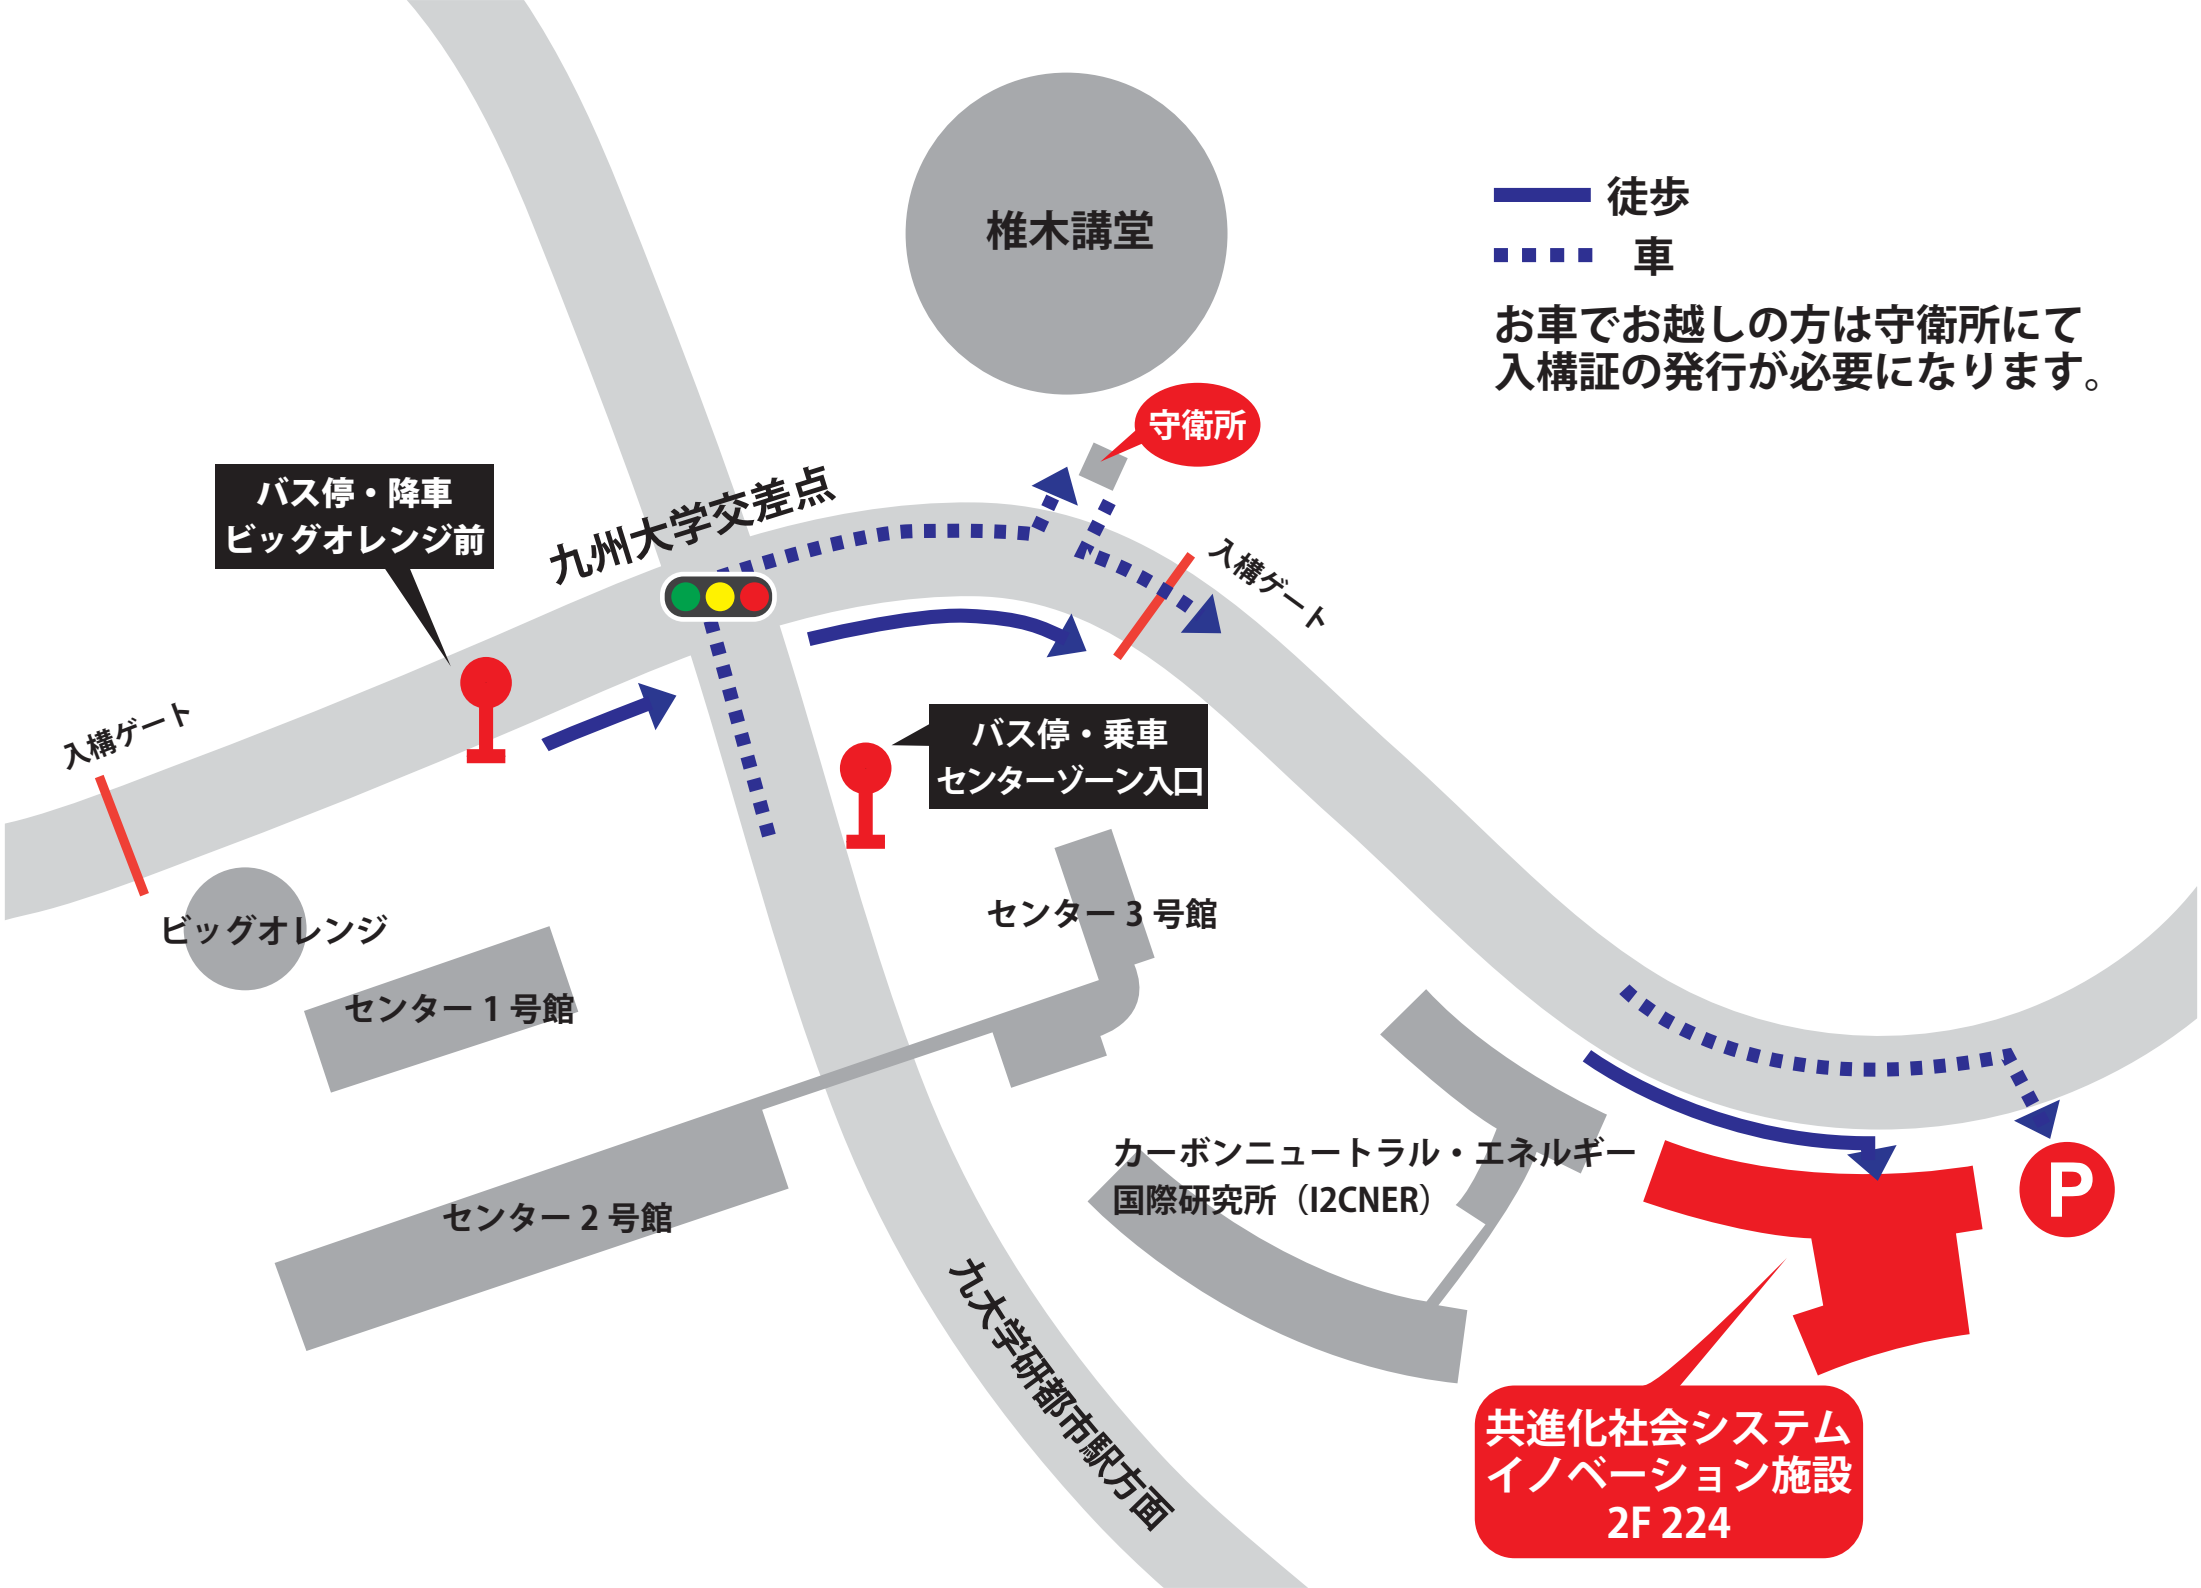 椎木講堂
徒歩
車
お車でお越しの方は守衛所にて
入構証の発行が必要になります。
守衛所
バス停・降車
ビッグオレンジ前
九州大学交差点
入構ゲート
入構ゲート
バス停・乗車
センターゾーン入口
ビッグオレンジ
センター 3 号館
センター 1 号館
カーボンニュートラル・エネルギー
国際研究所（I2CNER）
センター 2 号館
P
九大学研都市駅方面
共進化社会システム
イノベーション施設
2F 224